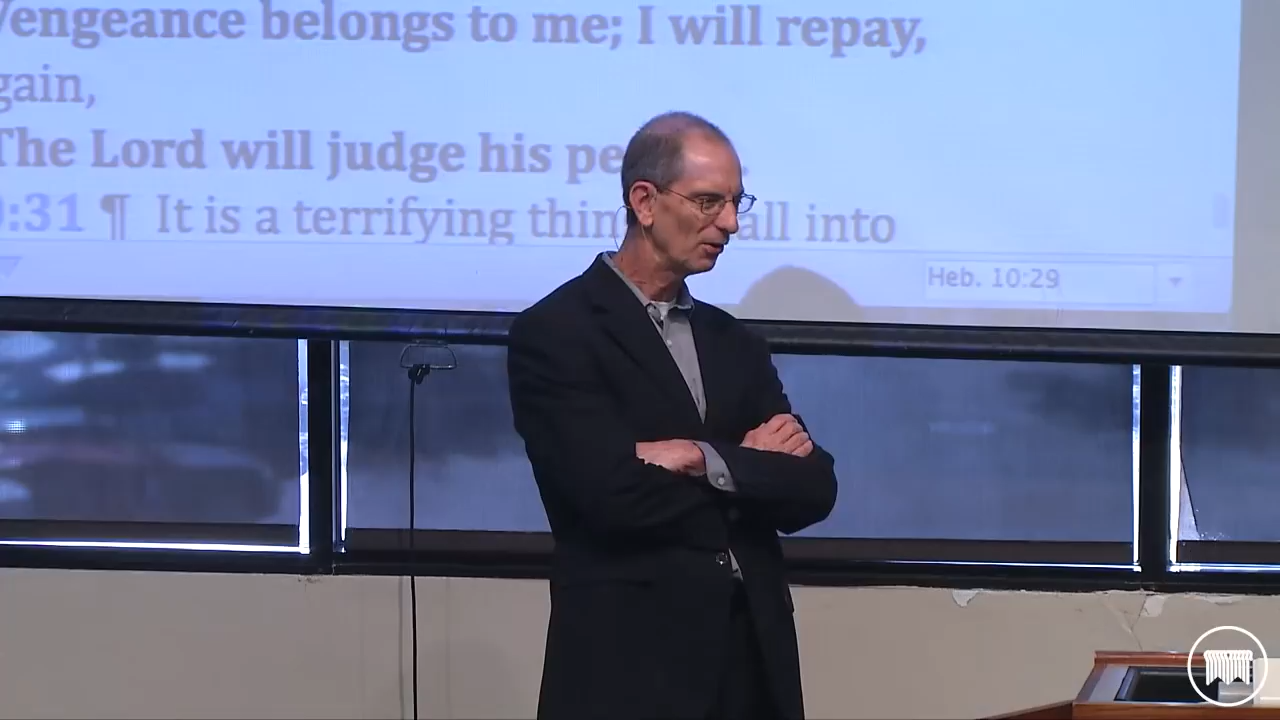 Vengeance belongs to me; I will repay,
gain,
The Lord will judge his pe
:31 ¶ It is a terrifying thin all into
Heb. 10:29